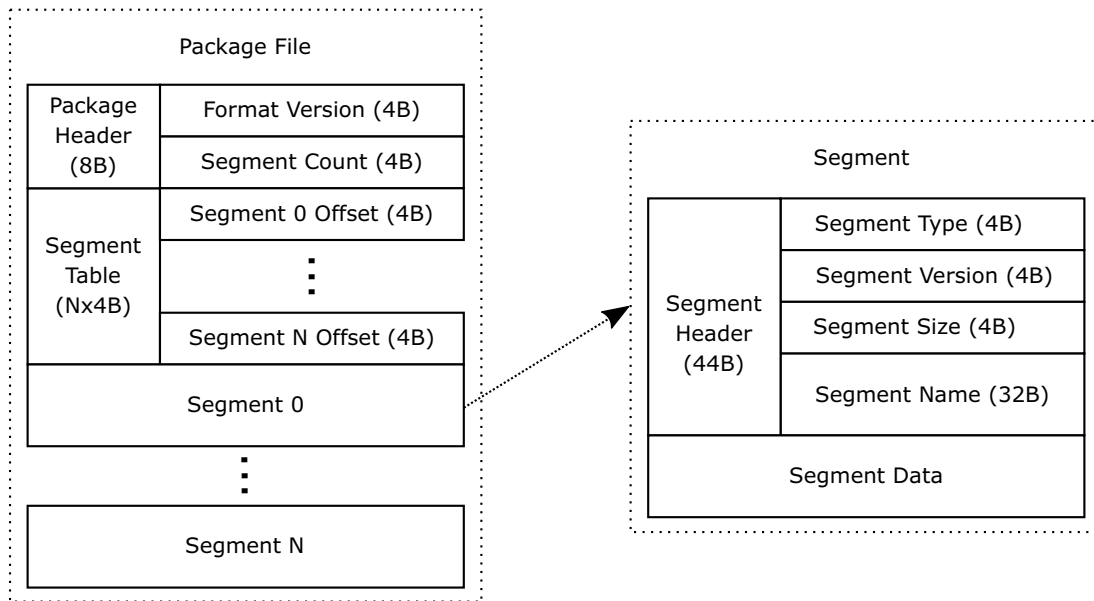 Package File
Package
Header
(8B)
Format Version (4B)
Segment Count (4B)
Segment
Table
(Nx4B)
Segment 0 Offset (4B)
Segment N Offset (4B)
Segment 0
Segment N
Segment
Segment
Header
(44B)
Segment Type (4B)
Segment Version (4B)
Segment Size (4B)
Segment Name (32B)
Segment Data